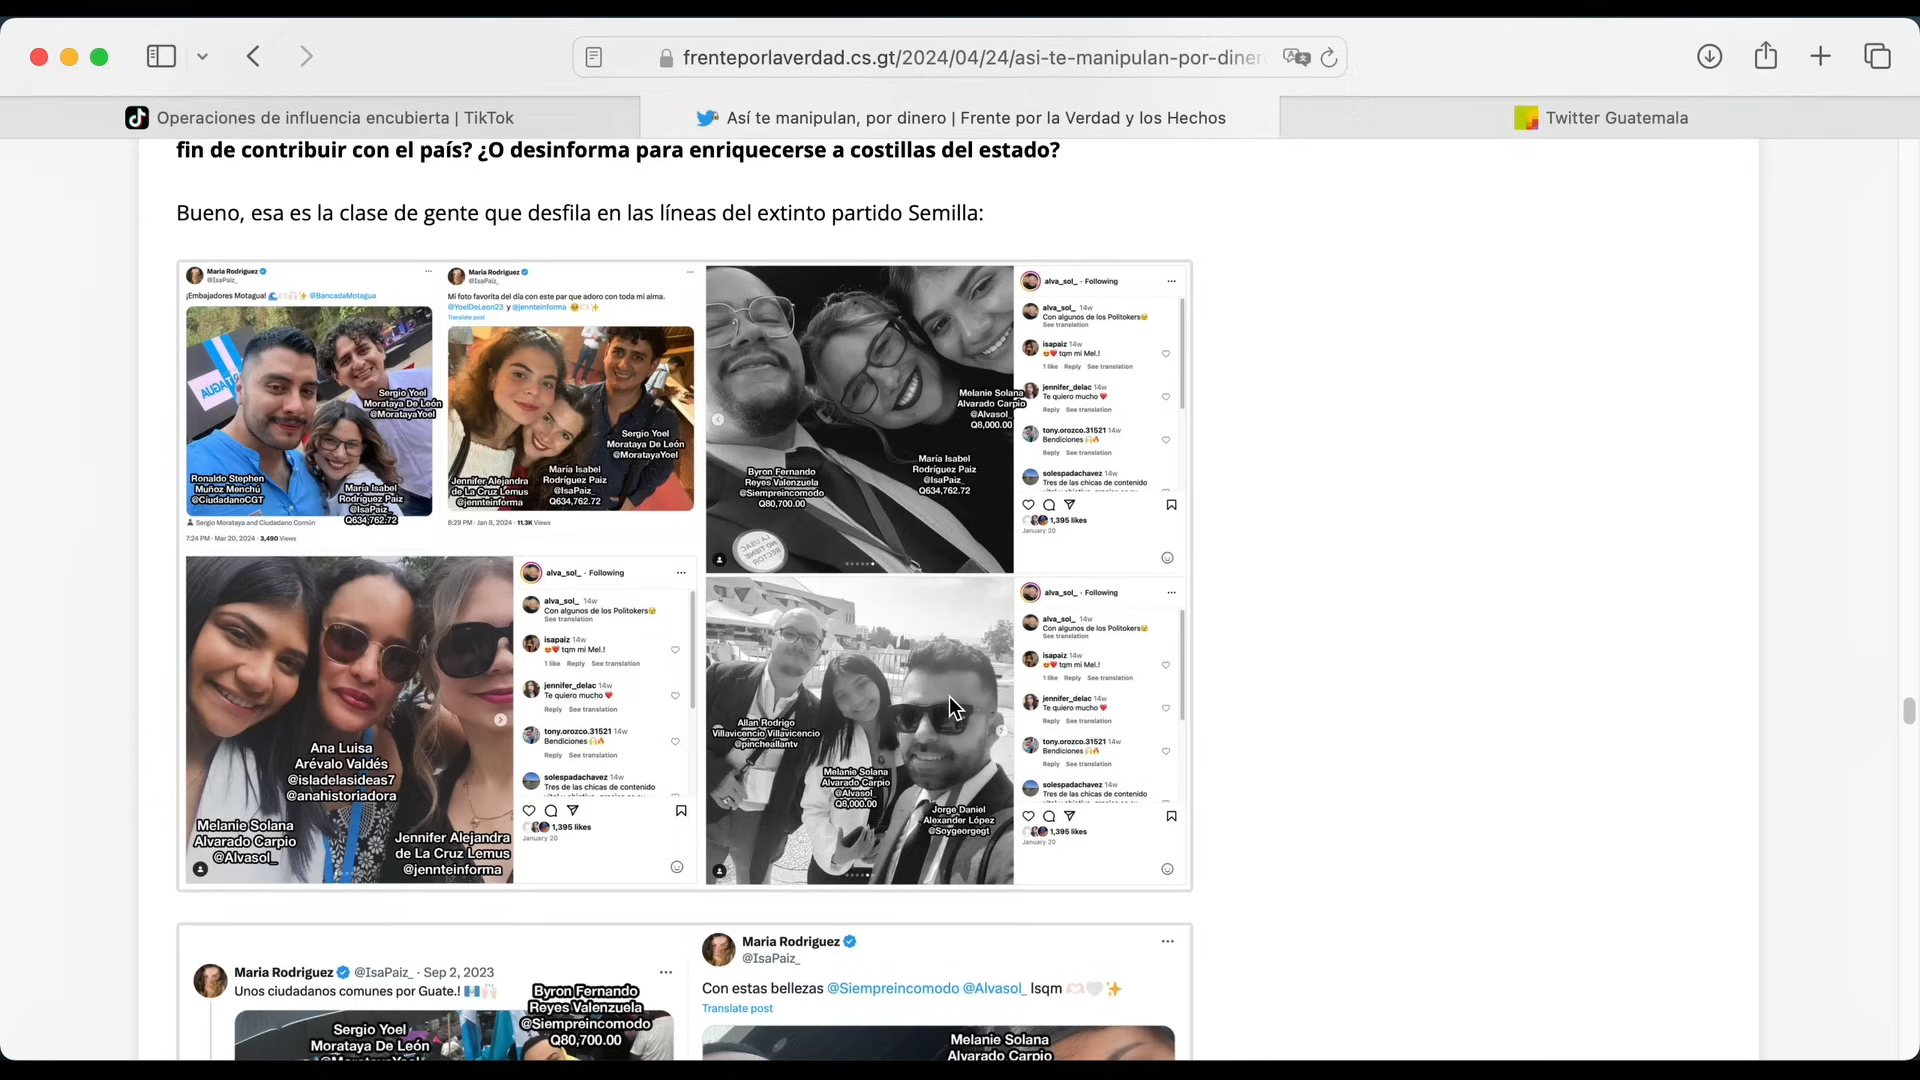 frenteporlaverdad.cs.gt/2024/04/24/asi-te-manipulan-por-diner
Operaciones de influencia encubierta | TikTok
Así te manipulan, por dinero | Frente por la Verdad y los Hechos
Twitter Guatemala
fin de contribuir con el país? ¿O desinforma para enriquecerse a costillas del estado?
Bueno, esa es la clase de gente que desfila en las líneas del extinto partido Semilla:
Maria Rodriguez
@IsaPaiz_
¡Embajadores Motagua! @BancadaMotagua
Sergio Yoel
Morataya De León
@MoratayaYoel
Ronaldo Stephen
Muñoz Menchú
@CiudadanoCGT
María Isabel
Rodríguez Paiz
@IsaPaiz_
Q634,762.72
Sergio Morataya and Ciudadano Común
7:24 PM · Mar 20, 2024 · 3,490 Views
Maria Rodriguez
@IsaPaiz_
Mi foto favorita del día con este par que adoro con toda mi alma.
@YoelDeLeon23 y @jennteinforma
Translate post
Sergio Yoel
Morataya De León
@MoratayaYoel
Jennifer Alejandra
de La Cruz Lemus
@jennteinforma
María Isabel
Rodríguez Paiz
@IsaPaiz_
Q634,762.72
8:29 PM · Jan 8, 2024 · 11.3K Views
Melanie Solana
Alvarado Carpio
@Alvasol_
Q8,000.00
Byron Fernando
Reyes Valenzuela
@Siempreincomodo
Q80,700.00
María Isabel
Rodríguez Paiz
@IsaPaiz_
Q634,762.72
LA USAC
NO TIENE
RECTOR
alva_sol_ · Following
alva_sol_ 14w
Con algunos de los Politokers
See translation
isapaiz 14w
tqm mi Mel.!
1 like Reply See translation
jennifer_delac 14w
Te quiero mucho
Reply See translation
tony.orozco.31521 14w
Bendiciones
Reply See translation
solespadachavez 14w
Tres de las chicas de contenido
1,395 likes
January 20
Ana Luisa
Arévalo Valdés
@isladelasideas7
@anahistoriadora
Melanie Solana
Alvarado Carpio
@Alvasol_
Jennifer Alejandra
de La Cruz Lemus
@jennteinforma
alva_sol_ · Following
alva_sol_ 14w
Con algunos de los Politokers
See translation
isapaiz 14w
tqm mi Mel.!
1 like Reply See translation
jennifer_delac 14w
Te quiero mucho
Reply See translation
tony.orozco.31521 14w
Bendiciones
Reply See translation
solespadachavez 14w
Tres de las chicas de contenido
1,395 likes
January 20
Allan Rodrigo
Villavicencio Villavicencio
@pincheallantv
Melanie Solana
Alvarado Carpio
@Alvasol_
Q8,000.00
Jorge Daniel
Alexander López
@Soygeorgegt
alva_sol_ · Following
alva_sol_ 14w
Con algunos de los Politokers
See translation
isapaiz 14w
tqm mi Mel.!
1 like Reply See translation
jennifer_delac 14w
Te quiero mucho
Reply See translation
tony.orozco.31521 14w
Bendiciones
Reply See translation
solespadachavez 14w
Tres de las chicas de contenido
1,395 likes
January 20
Maria Rodriguez @IsaPaiz_ · Sep 2, 2023
Unos ciudadanos comunes por Guate.!
Byron Fernando
Reyes Valenzuela
@Siempreincomodo
Q80,700.00
Sergio Yoel
Morataya De León
@MoratayaYoel
Maria Rodriguez
@IsaPaiz_
Con estas bellezas @Siempreincomodo @Alvasol_ lsqm
Translate post
Melanie Solana
Alvarado Carpio